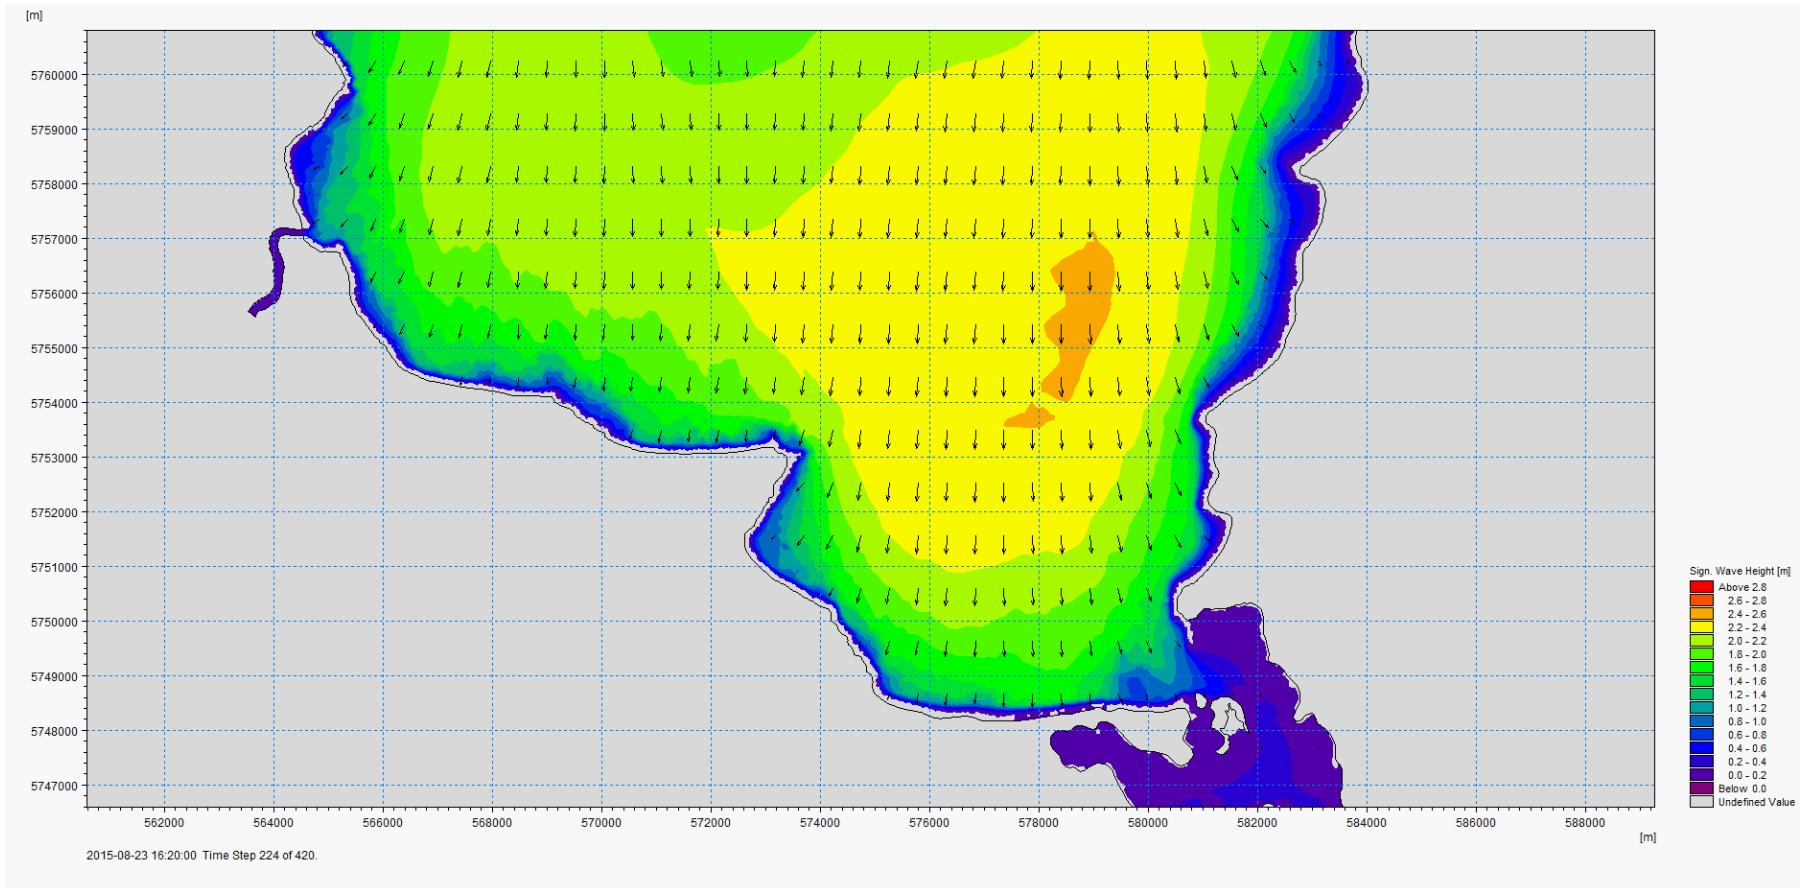 [m]
5760000
5759000
5758000
5757000
5756000
5755000
5754000
5753000
5752000
5751000
5750000
5749000
5748000
5747000
562000 564000 566000 568000 570000 572000 574000 576000 578000 580000 582000 584000 586000 588000
[m]
2015-08-23 16:20:00 Time Step 224 of 420.
Sign. Wave Height [m]
Above 2.8
2.6 - 2.8
2.4 - 2.6
2.2 - 2.4
2.0 - 2.2
1.8 - 2.0
1.6 - 1.8
1.4 - 1.6
1.2 - 1.4
1.0 - 1.2
0.8 - 1.0
0.6 - 0.8
0.4 - 0.6
0.2 - 0.4
0.0 - 0.2
Below 0.0
Undefined Value